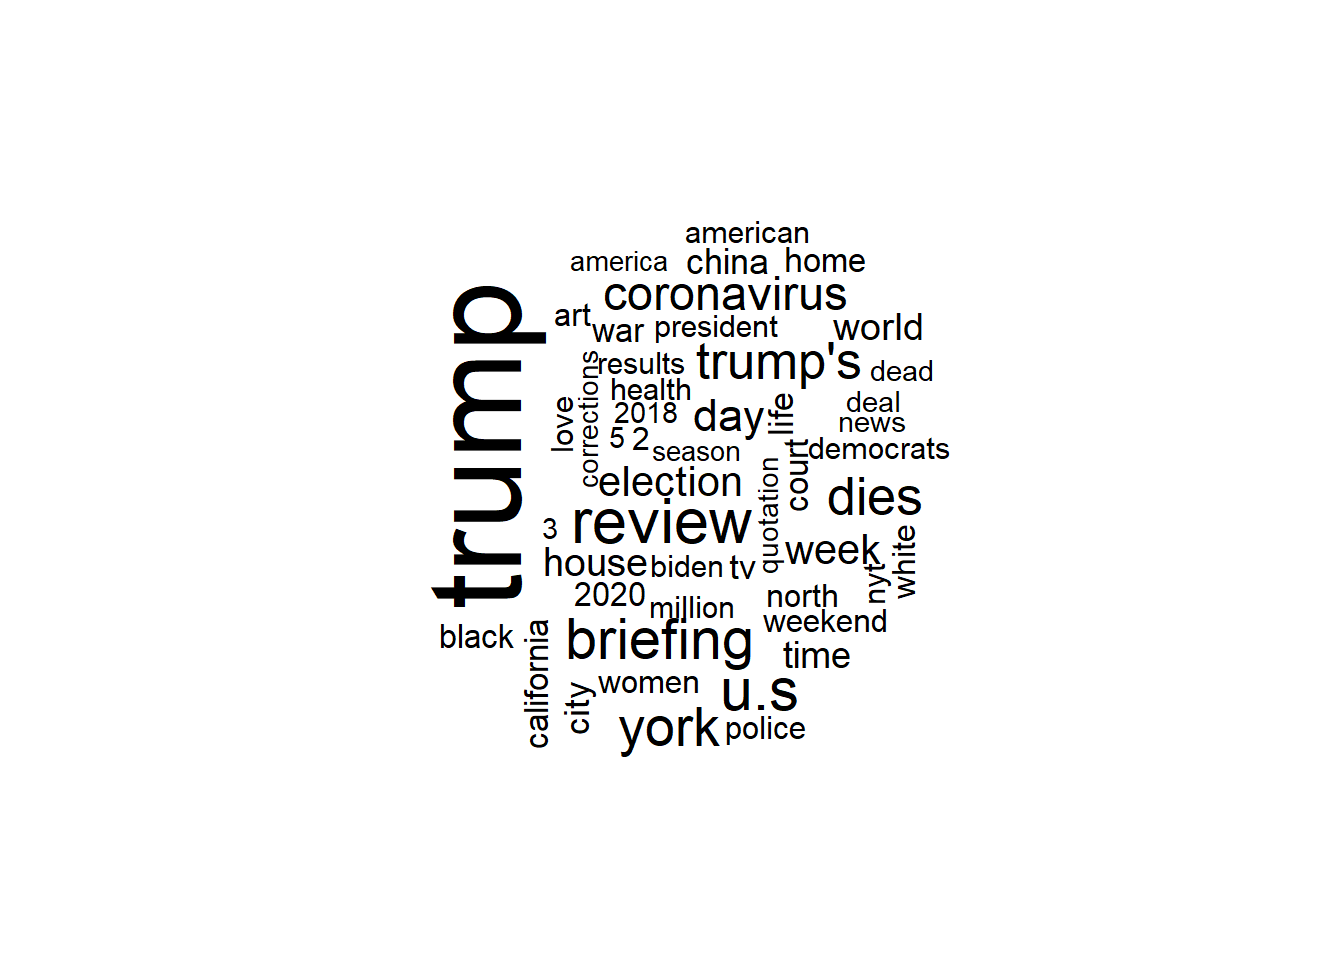 american
america
china
home
coronavirus
trump
art
war
president
world
results
trump's
dead
corrections
health
love
2018
day
life
deal
news
5
2
season
court
democrats
election
quotation
dies
3
review
house
biden
tv
week
nyt
white
2020
million
north
weekend
black
california
briefing
time
city
women
u.s
york
police